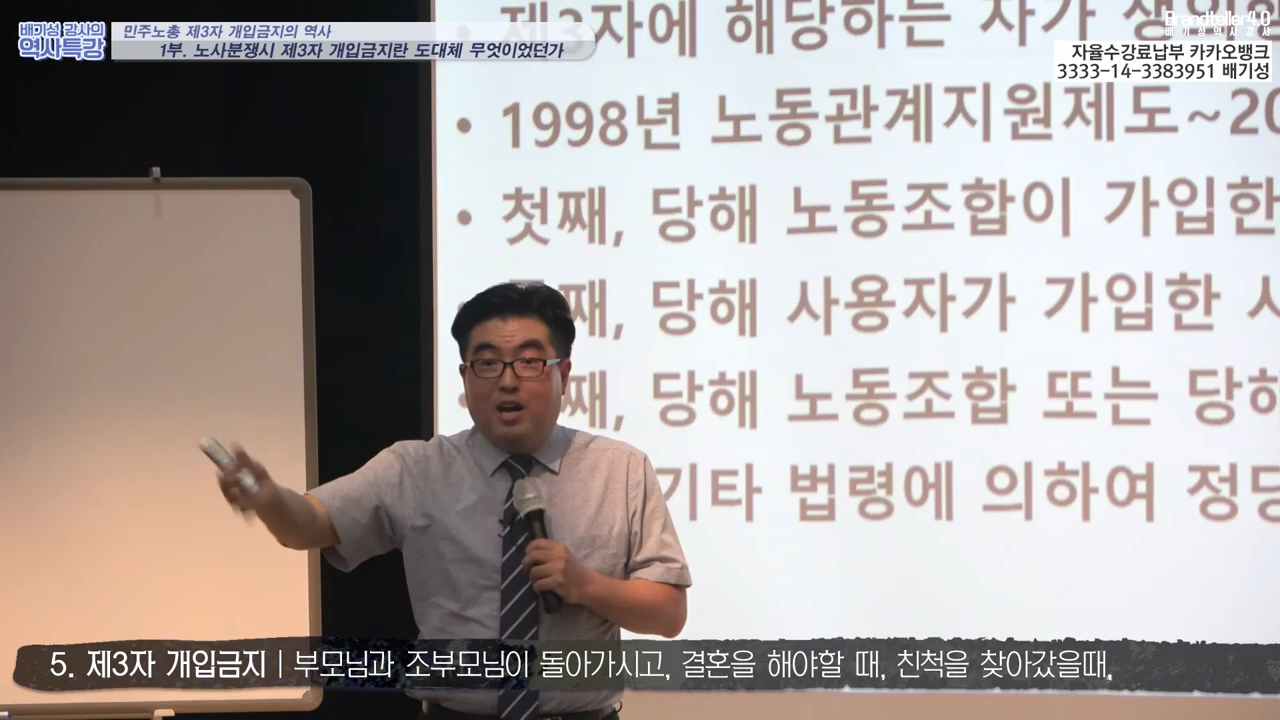 배기성 강사의
역사특강
민주노총 제3자 개입금지의 역사
1부. 노사분쟁시 제3자 개입금지란 도대체 무엇이었던가
Brandteller4.0
배기성역사강사
자율수강료납부 카카오뱅크
3333-14-3383951 배기성
제3자에 해당하는 자가
• 1998년 노동관계지원제도~20
• 첫째, 당해 노동조합이 가입한
째, 당해 사용자가 가입한
째, 당해 노동조합 또는 당해
기타 법령에 의하여 정당
5. 제3자 개입금지 | 부모님과 조부모님이 돌아가시고, 결혼을 해야할 때, 친척을 찾아갔을때,